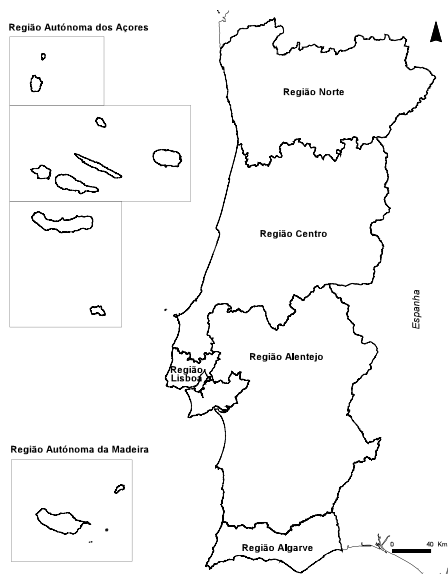 Região Autónoma dos Açores
Região Norte
Região Centro
Espanha
Região Alentejo
Região
Lisboa
Região Autónoma da Madeira
Região Algarve
0 40 Km